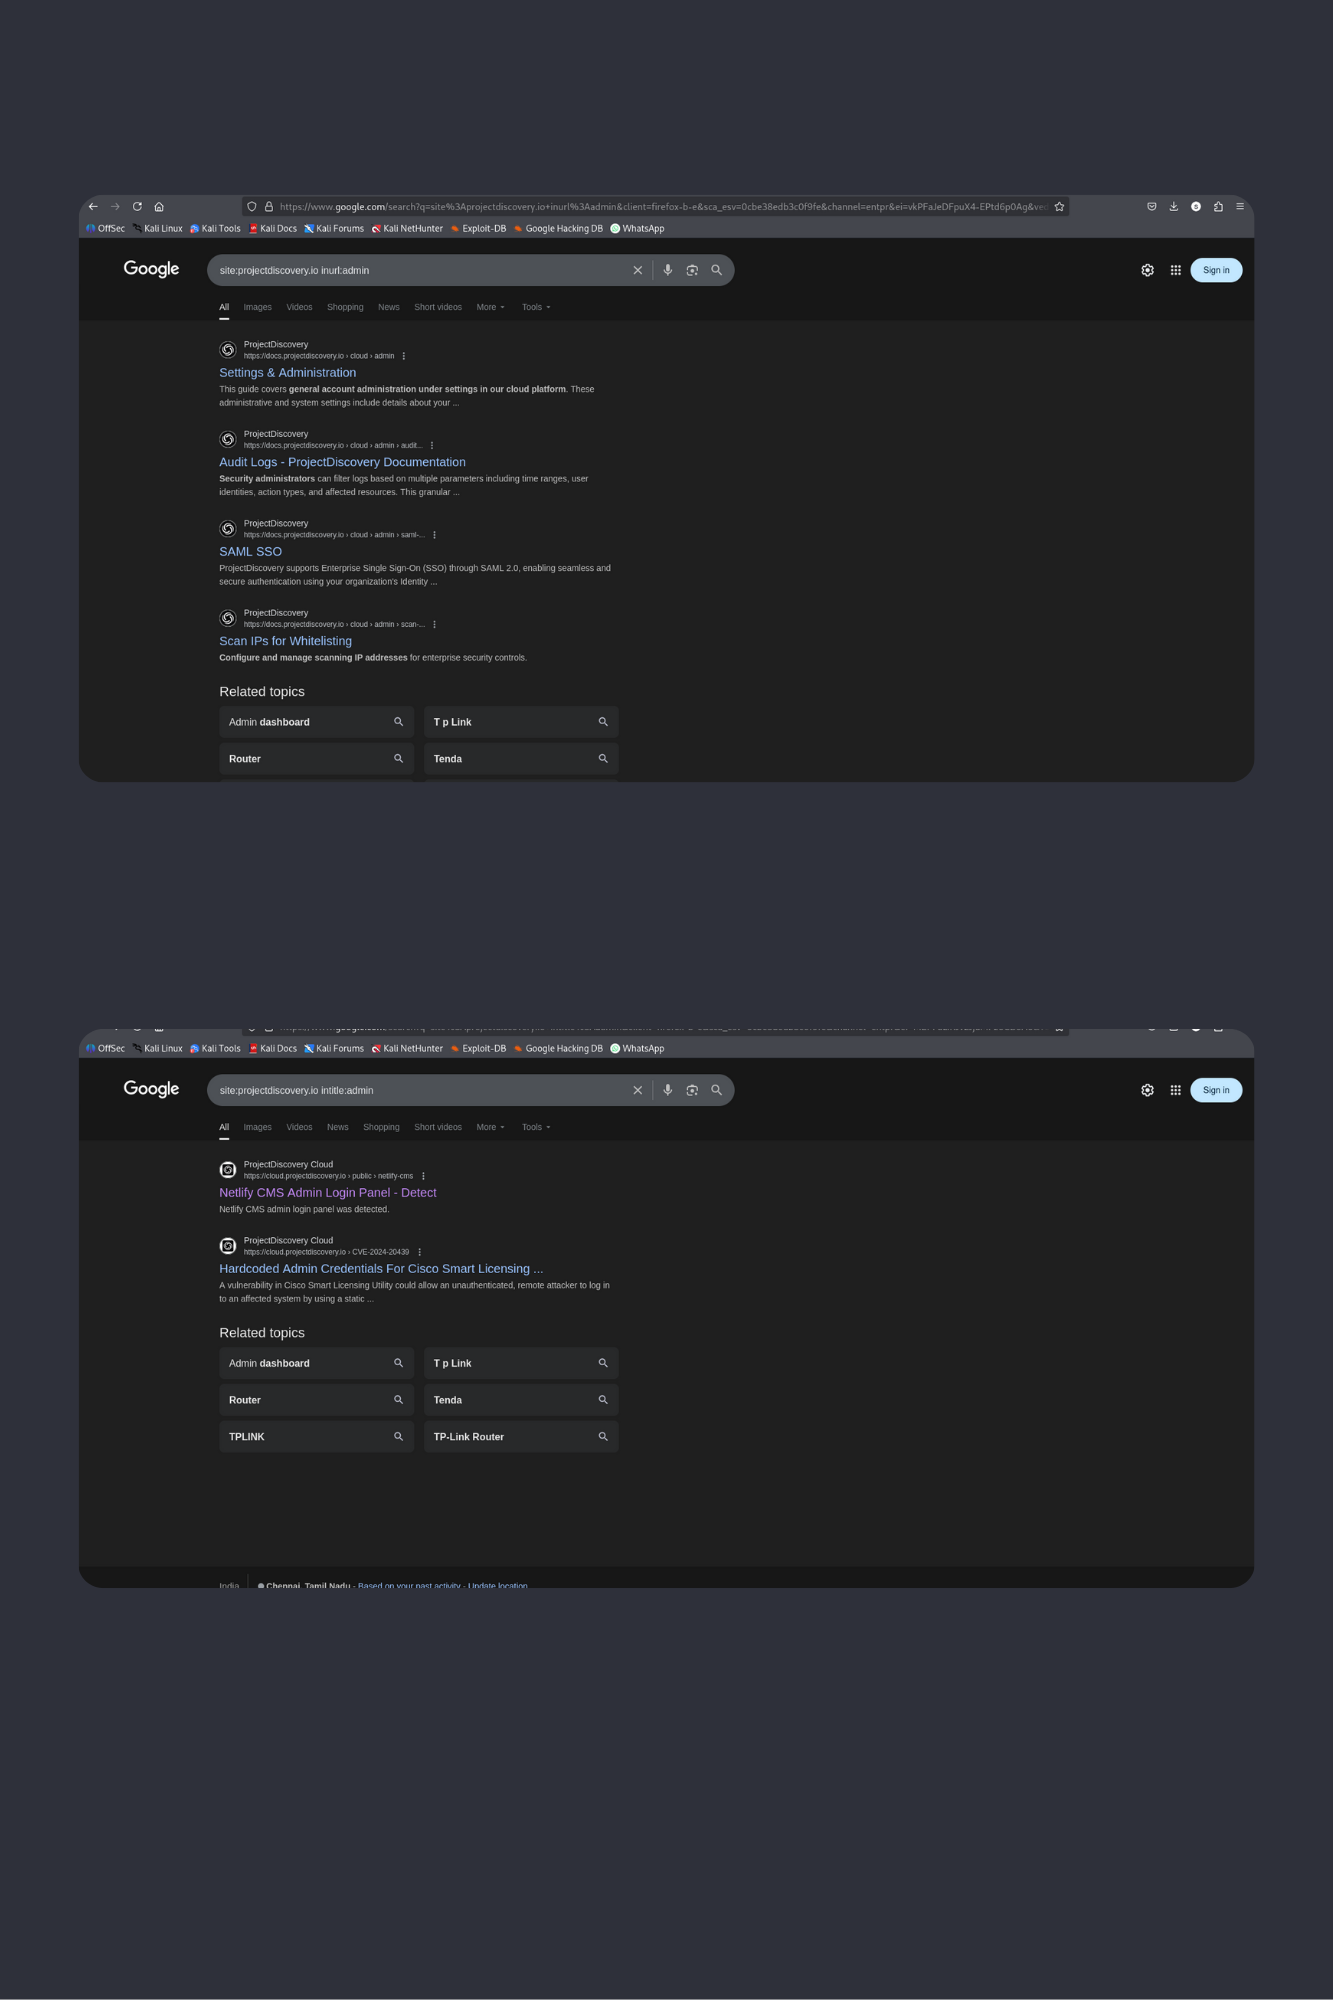 https://www.google.com/search?q=site%3Aprojectdiscovery.io+inurl%3Aadmin&client=firefox-b-e&sca_esv=0cbe38edb3c0f9fe&channel=entpr&ei=vkPFaJeDFpuX4-EPtd6p0Ag&ved
OffSec Kali Linux Kali Tools Kali Docs Kali Forums Kali NetHunter Exploit-DB Google Hacking DB WhatsApp
Google site:projectdiscovery.io inurl:admin Sign in
All Images Videos Shopping News Short videos More Tools
ProjectDiscovery
https://docs.projectdiscovery.io › cloud › admin
Settings & Administration
This guide covers general account administration under settings in our cloud platform. These
administrative and system settings include details about your ...
ProjectDiscovery
https://docs.projectdiscovery.io › cloud › admin › audit...
Audit Logs - ProjectDiscovery Documentation
Security administrators can filter logs based on multiple parameters including time ranges, user
identities, action types, and affected resources. This granular ...
ProjectDiscovery
https://docs.projectdiscovery.io › cloud › admin › saml-...
SAML SSO
ProjectDiscovery supports Enterprise Single Sign-On (SSO) through SAML 2.0, enabling seamless and
secure authentication using your organization's Identity ...
ProjectDiscovery
https://docs.projectdiscovery.io › cloud › admin › scan-...
Scan IPs for Whitelisting
Configure and manage scanning IP addresses for enterprise security controls.
Related topics
Admin dashboard T p Link
Router Tenda
OffSec Kali Linux Kali Tools Kali Docs Kali Forums Kali NetHunter Exploit-DB Google Hacking DB WhatsApp
Google site:projectdiscovery.io intitle:admin Sign in
All Images Videos News Shopping Short videos More Tools
ProjectDiscovery Cloud
https://cloud.projectdiscovery.io › public › netlify-cms
Netlify CMS Admin Login Panel - Detect
Netlify CMS admin login panel was detected.
ProjectDiscovery Cloud
https://cloud.projectdiscovery.io › CVE-2024-20439
Hardcoded Admin Credentials For Cisco Smart Licensing ...
A vulnerability in Cisco Smart Licensing Utility could allow an unauthenticated, remote attacker to log in
to an affected system by using a static ...
Related topics
Admin dashboard T p Link
Router Tenda
TPLINK TP-Link Router
India Chennai, Tamil Nadu - Based on your past activity - Update location